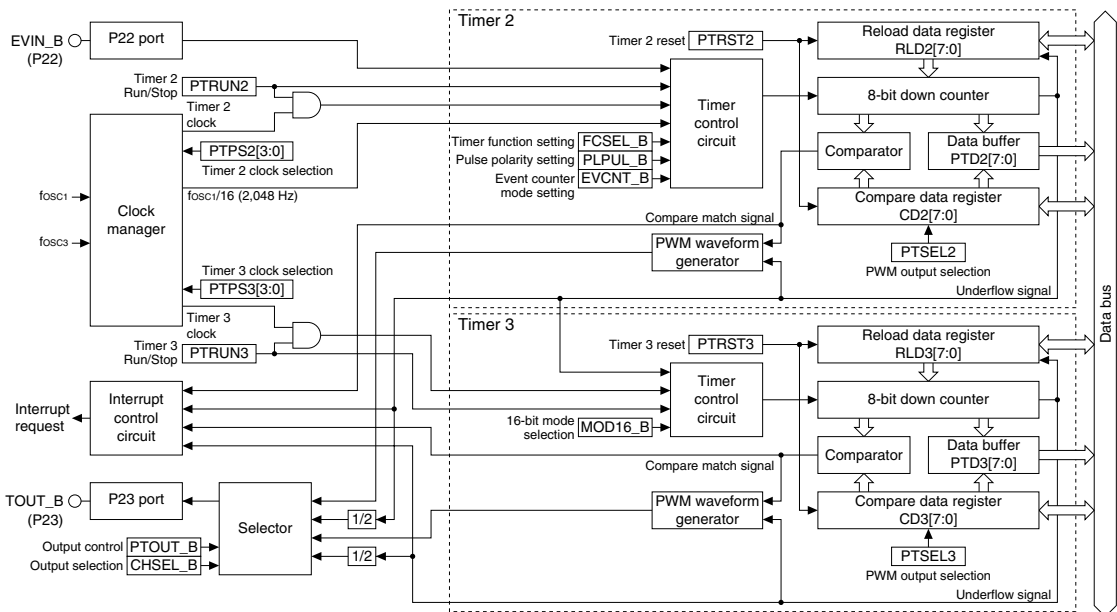 Timer 2
EVIN_B
(P22)
P22 port
Timer 2 reset
PTRST2
Reload data register
RLD2[7:0]
Timer 2
Run/Stop
PTRUN2
Timer 2
clock
Timer
control
circuit
8-bit down counter
PTPS2[3:0]
Timer 2 clock selection
Timer function setting
FCSEL_B
Pulse polarity setting
PLPUL_B
Event counter
mode setting
EVCNT_B
Comparator
Data buffer
PTD2[7:0]
fOSC1
fOSC3
Clock
manager
fOSC1/16 (2,048 Hz)
Compare data register
CD2[7:0]
Compare match signal
PWM waveform
generator
PTSEL2
PWM output selection
Timer 3 clock selection
PTPS3[3:0]
Underflow signal
Data bus
Timer 3
clock
Timer 3
Timer 3
Run/Stop
PTRUN3
Timer 3 reset
PTRST3
Reload data register
RLD3[7:0]
Timer
control
circuit
8-bit down counter
Interrupt
request
Interrupt
control
circuit
16-bit mode
selection
MOD16_B
Comparator
Data buffer
PTD3[7:0]
Compare match signal
TOUT_B
(P23)
P23 port
Selector
1/2
1/2
PWM waveform
generator
Compare data register
CD3[7:0]
Output control
PTOUT_B
Output selection
CHSEL_B
PTSEL3
PWM output selection
Underflow signal